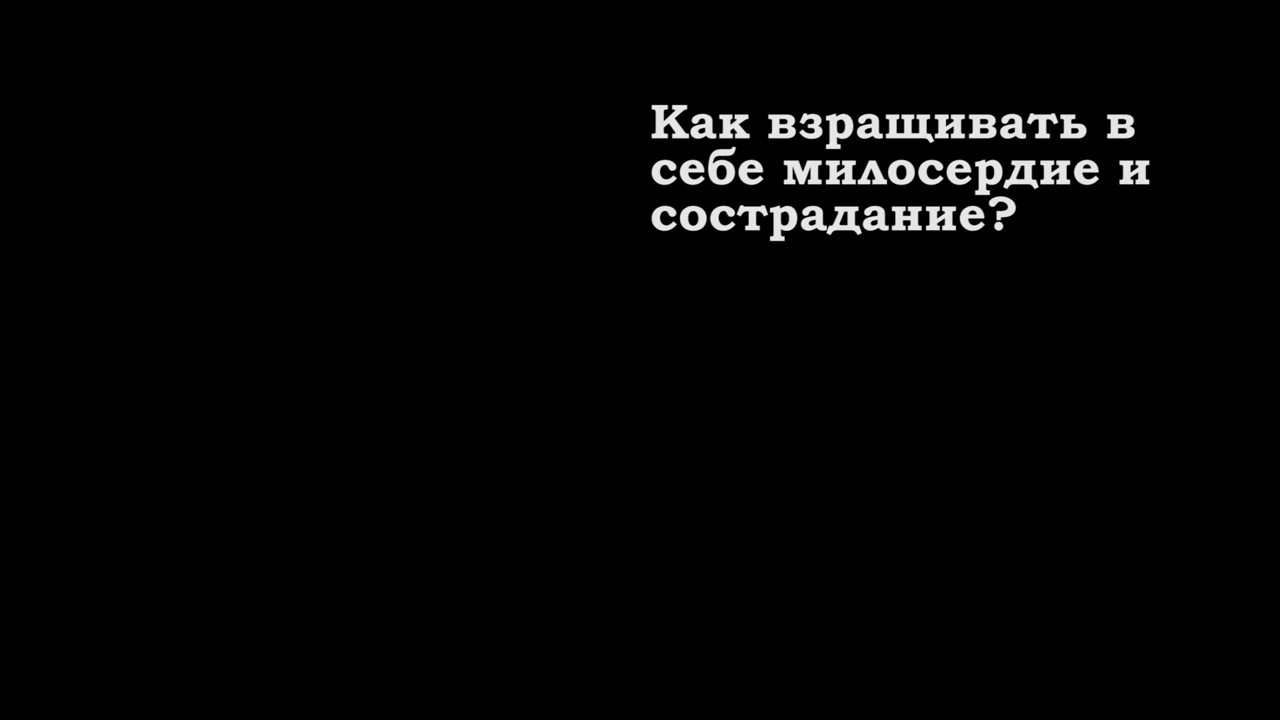 Как взращивать в
себе милосердие и
сострадание?